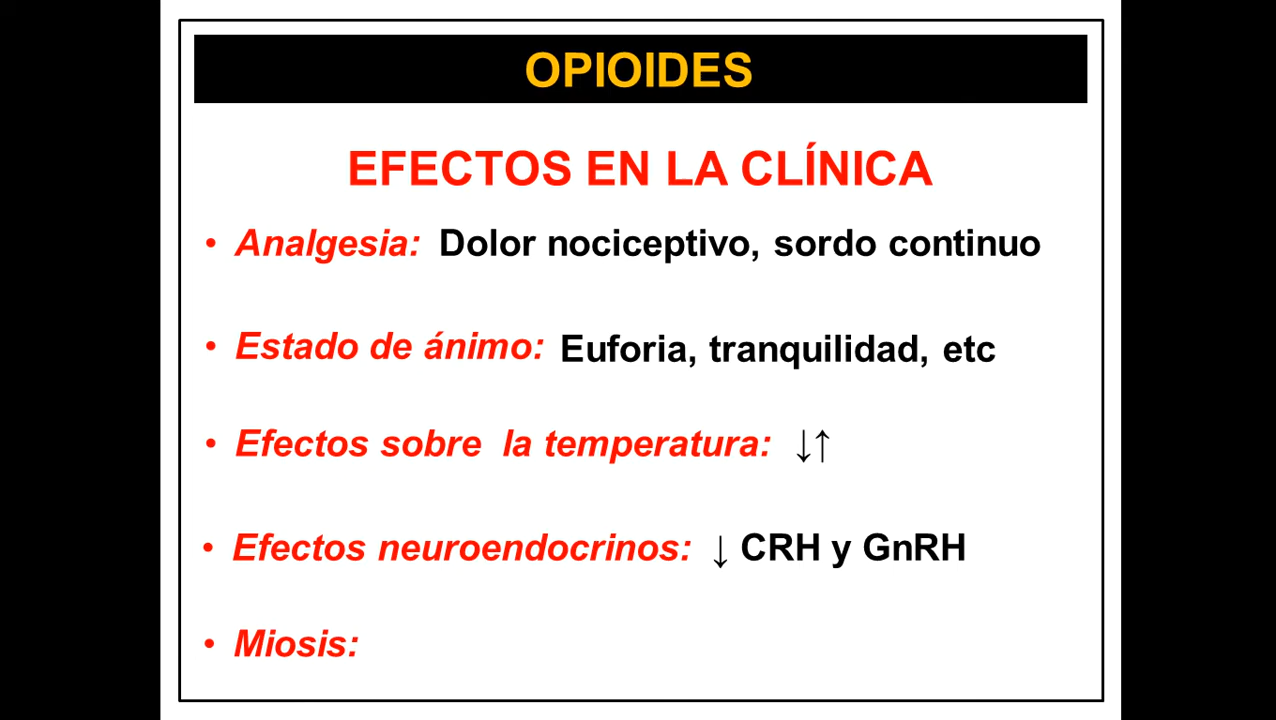 OPIOIDES
EFECTOS EN LA CLÍNICA
• Analgesia: Dolor nociceptivo, sordo continuo
• Estado de ánimo: Euforia, tranquilidad, etc
• Efectos sobre la temperatura: ↓↑
• Efectos neuroendocrinos: ↓ CRH y GnRH
• Miosis: